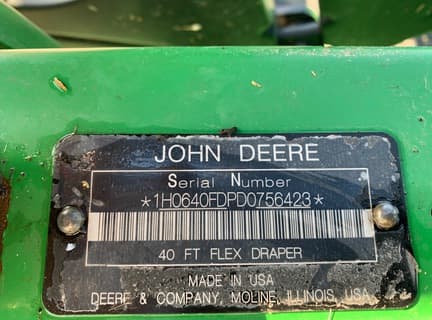 JOHN DEERE
Serial Number
*1H0640FDPD0756423*
40 FT FLEX DRAPER
MADE IN USA
DEERE & COMPANY, MOLINE, ILLINOIS, USA